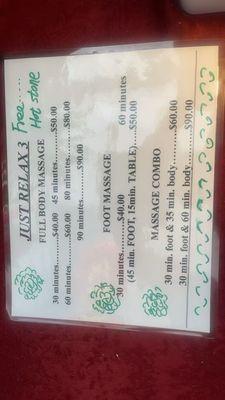 Free....
Hot stone
JUST RELAX 3
FULL BODY MASSAGE
30 minutes.....$40.00 45 minutes.....$50.00
60 minutes.....$60.00 80 minutes.......$80.00
90 minutes........$90.00
FOOT MASSAGE
30 minutes.....$40.00 60 minutes
(45 min. FOOT, 15min. TABLE)....$50.00
MASSAGE COMBO
30 min. foot & 35 min. body.......$60.00
30 min. foot & 60 min. body.......$90.00